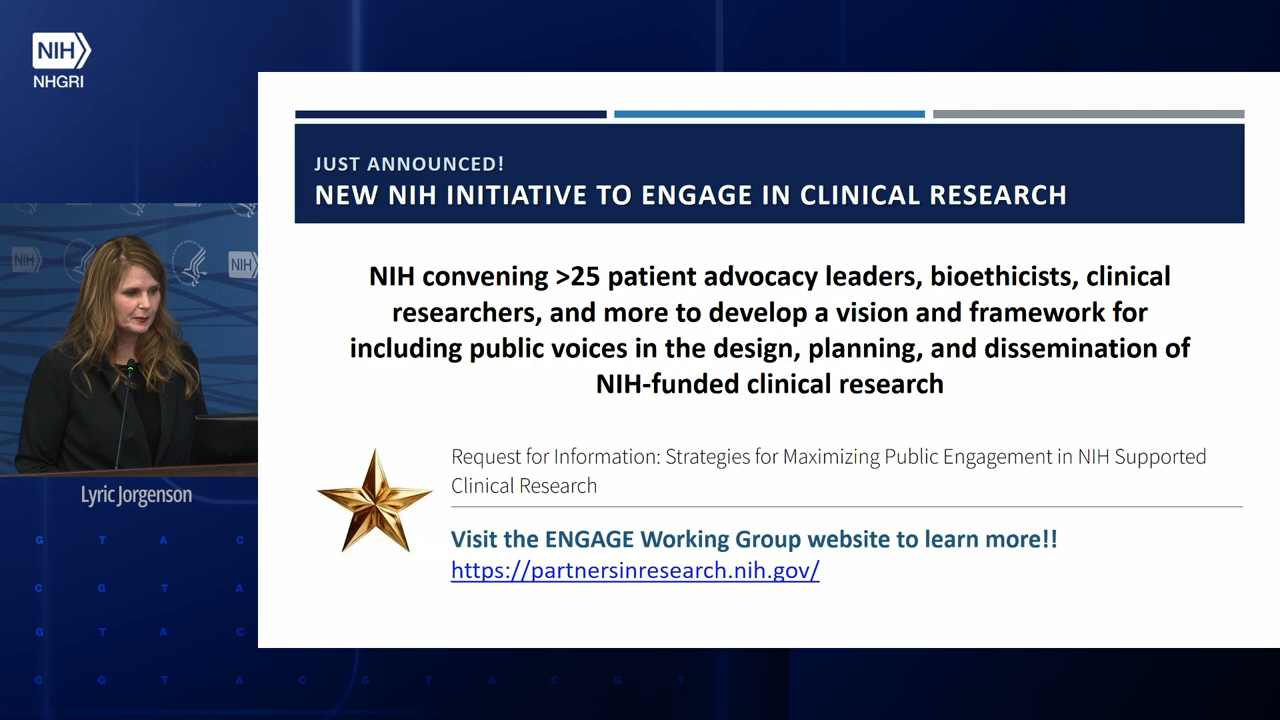 NIH
NHGRI
JUST ANNOUNCED!
NEW NIH INITIATIVE TO ENGAGE IN CLINICAL RESEARCH
NIH convening >25 patient advocacy leaders, bioethicists, clinical
researchers, and more to develop a vision and framework for
including public voices in the design, planning, and dissemination of
NIH-funded clinical research
Request for Information: Strategies for Maximizing Public Engagement in NIH Supported
Clinical Research
Visit the ENGAGE Working Group website to learn more!!
https://partnersinresearch.nih.gov/
NIH
NIH
Lyric Jorgenson
G T A C
C G T A
G T A C
C G T A C G T A C G T